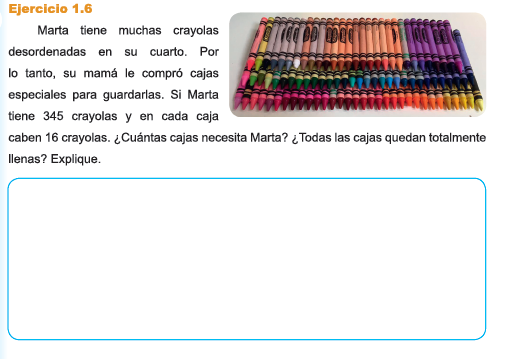 Ejercicio 1.6
Marta tiene muchas crayolas
desordenadas en su cuarto. Por
lo tanto, su mamá le compró cajas
especiales para guardarlas. Si Marta
tiene 345 crayolas y en cada caja
caben 16 crayolas. ¿Cuántas cajas necesita Marta? ¿Todas las cajas quedan totalmente
llenas? Explique.